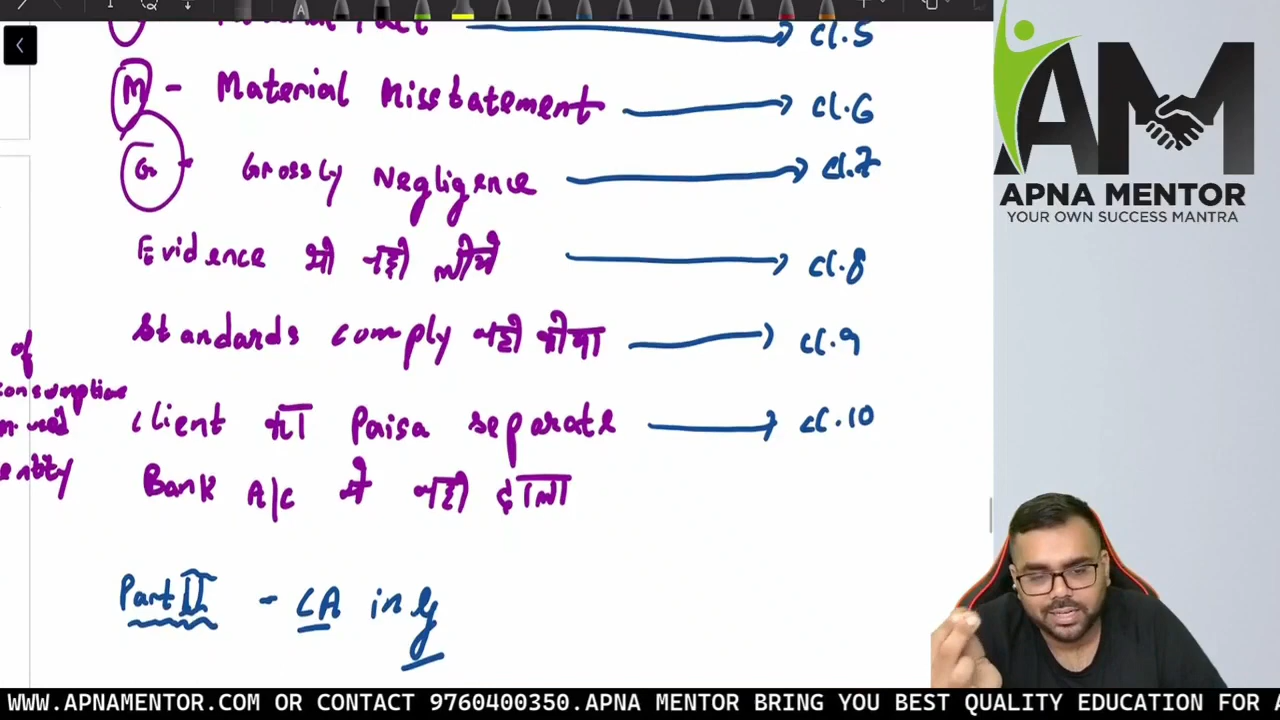 cl.5
M - Material Misstatement → cl.6
G - Grossly Negligence → cl.7
Evidence भी नही लीये → cl.8
Standards comply नही कीया → cl.9
client का Paisa separate → cl.10
Bank A/c मे नही डाला
Part II - CA in
of
consumption
entity
AM
APNA MENTOR
YOUR OWN SUCCESS MANTRA
WWW.APNAMENTOR.COM OR CONTACT 9760400350.APNA MENTOR BRING YOU BEST QUALITY EDUCATION FOR